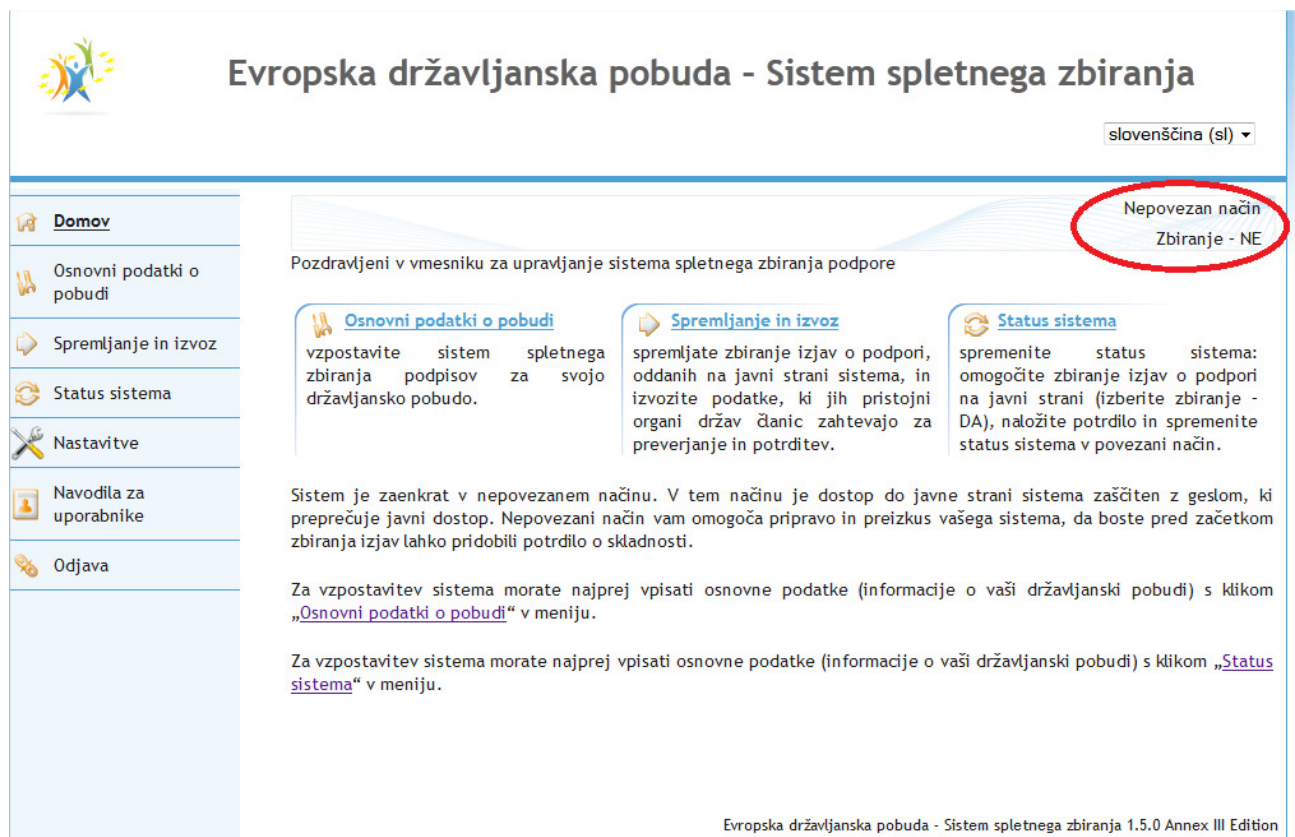 Evropska državljanska pobuda - Sistem spletnega zbiranja
slovenščina (sl)
Domov
Osnovni podatki o
pobudi
Spremljanje in izvoz
Status sistema
Nastavitve
Navodila za
uporabnike
Odjava
Nepovezan način
Zbiranje - NE
Pozdravljeni v vmesniku za upravljanje sistema spletnega zbiranja podpore
Osnovni podatki o pobudi
vzpostavite sistem spletnega
zbiranja podpisov za svojo
državljansko pobudo.
Spremljanje in izvoz
spremljate zbiranje izjav o podpori,
oddanih na javni strani sistema, in
izvozite podatke, ki jih pristojni
organi držav članic zahtevajo za
preverjanje in potrditev.
Status sistema
spremenite status sistema:
omogočite zbiranje izjav o podpori
na javni strani (izberite zbiranje -
DA), naložite potrdilo in spremenite
status sistema v povezani način.
Sistem je zaenkrat v nepovezanem načinu. V tem načinu je dostop do javne strani sistema zaščiten z geslom, ki
preprečuje javni dostop. Nepovezani način vam omogoča pripravo in preizkus vašega sistema, da boste pred začetkom
zbiranja izjav lahko pridobili potrdilo o skladnosti.
Za vzpostavitev sistema morate najprej vpisati osnovne podatke (informacije o vaši državljanski pobudi) s klikom
„Osnovni podatki o pobudi“ v meniju.
Za vzpostavitev sistema morate najprej vpisati osnovne podatke (informacije o vaši državljanski pobudi) s klikom „Status
sistema“ v meniju.
Evropska državljanska pobuda - Sistem spletnega zbiranja 1.5.0 Annex III Edition